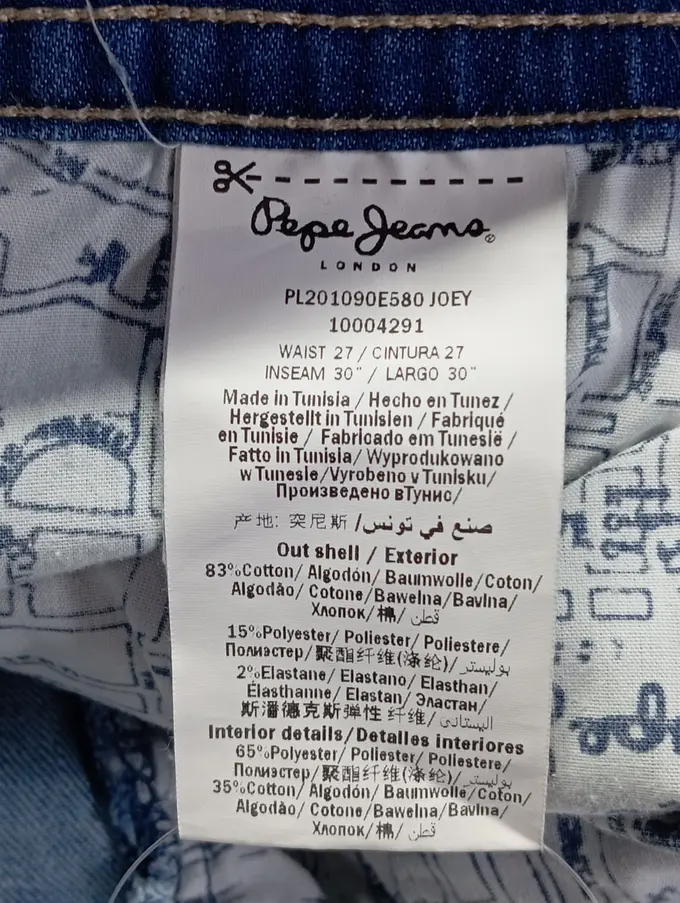 Pepe Jeans®
LONDON
PL201090E580 JOEY
10004291
WAIST 27 / CINTURA 27
INSEAM 30" / LARGO 30"
Made in Tunisia / Hecho en Tunez /
Hergestellt in Tunisien / Fabriqué
en Tunisie / Fabricado em Tunesië /
Fatto in Tunisia/ Wyprodukowano
w Tunesie/Vyrobeno v Tunisku/
Произведено вТунис/
产地: 突尼斯 /صنع في تونس
Out shell / Exterior
83%Cotton/ Algodón/ Baumwolle/Coton/
Algodào/ Cotone/Bawelna/Bavlna/
Хлопок/棉/ قطن
15%Polyester/ Poliester/ Poliestere/
Полиэстер/聚酯纤维(涤纶)/ بوليستر
2%Elastane/ Elastano/ Elasthan/
Élasthanne/ Elastan/ Эластан/
斯潘德克斯弹性纤维/ اليستاني
Interior details/Detalles interiores
65%Polyester/ Poliester/ Poliestere/
Полиэстер/聚酯纤维(涤纶)/ بوليستر
35%Cotton/ Algodón/ Baumwolle/Coton/
Algodào/ Cotone/Bawelna/Bavlna/
Хлопок/棉/ قطن